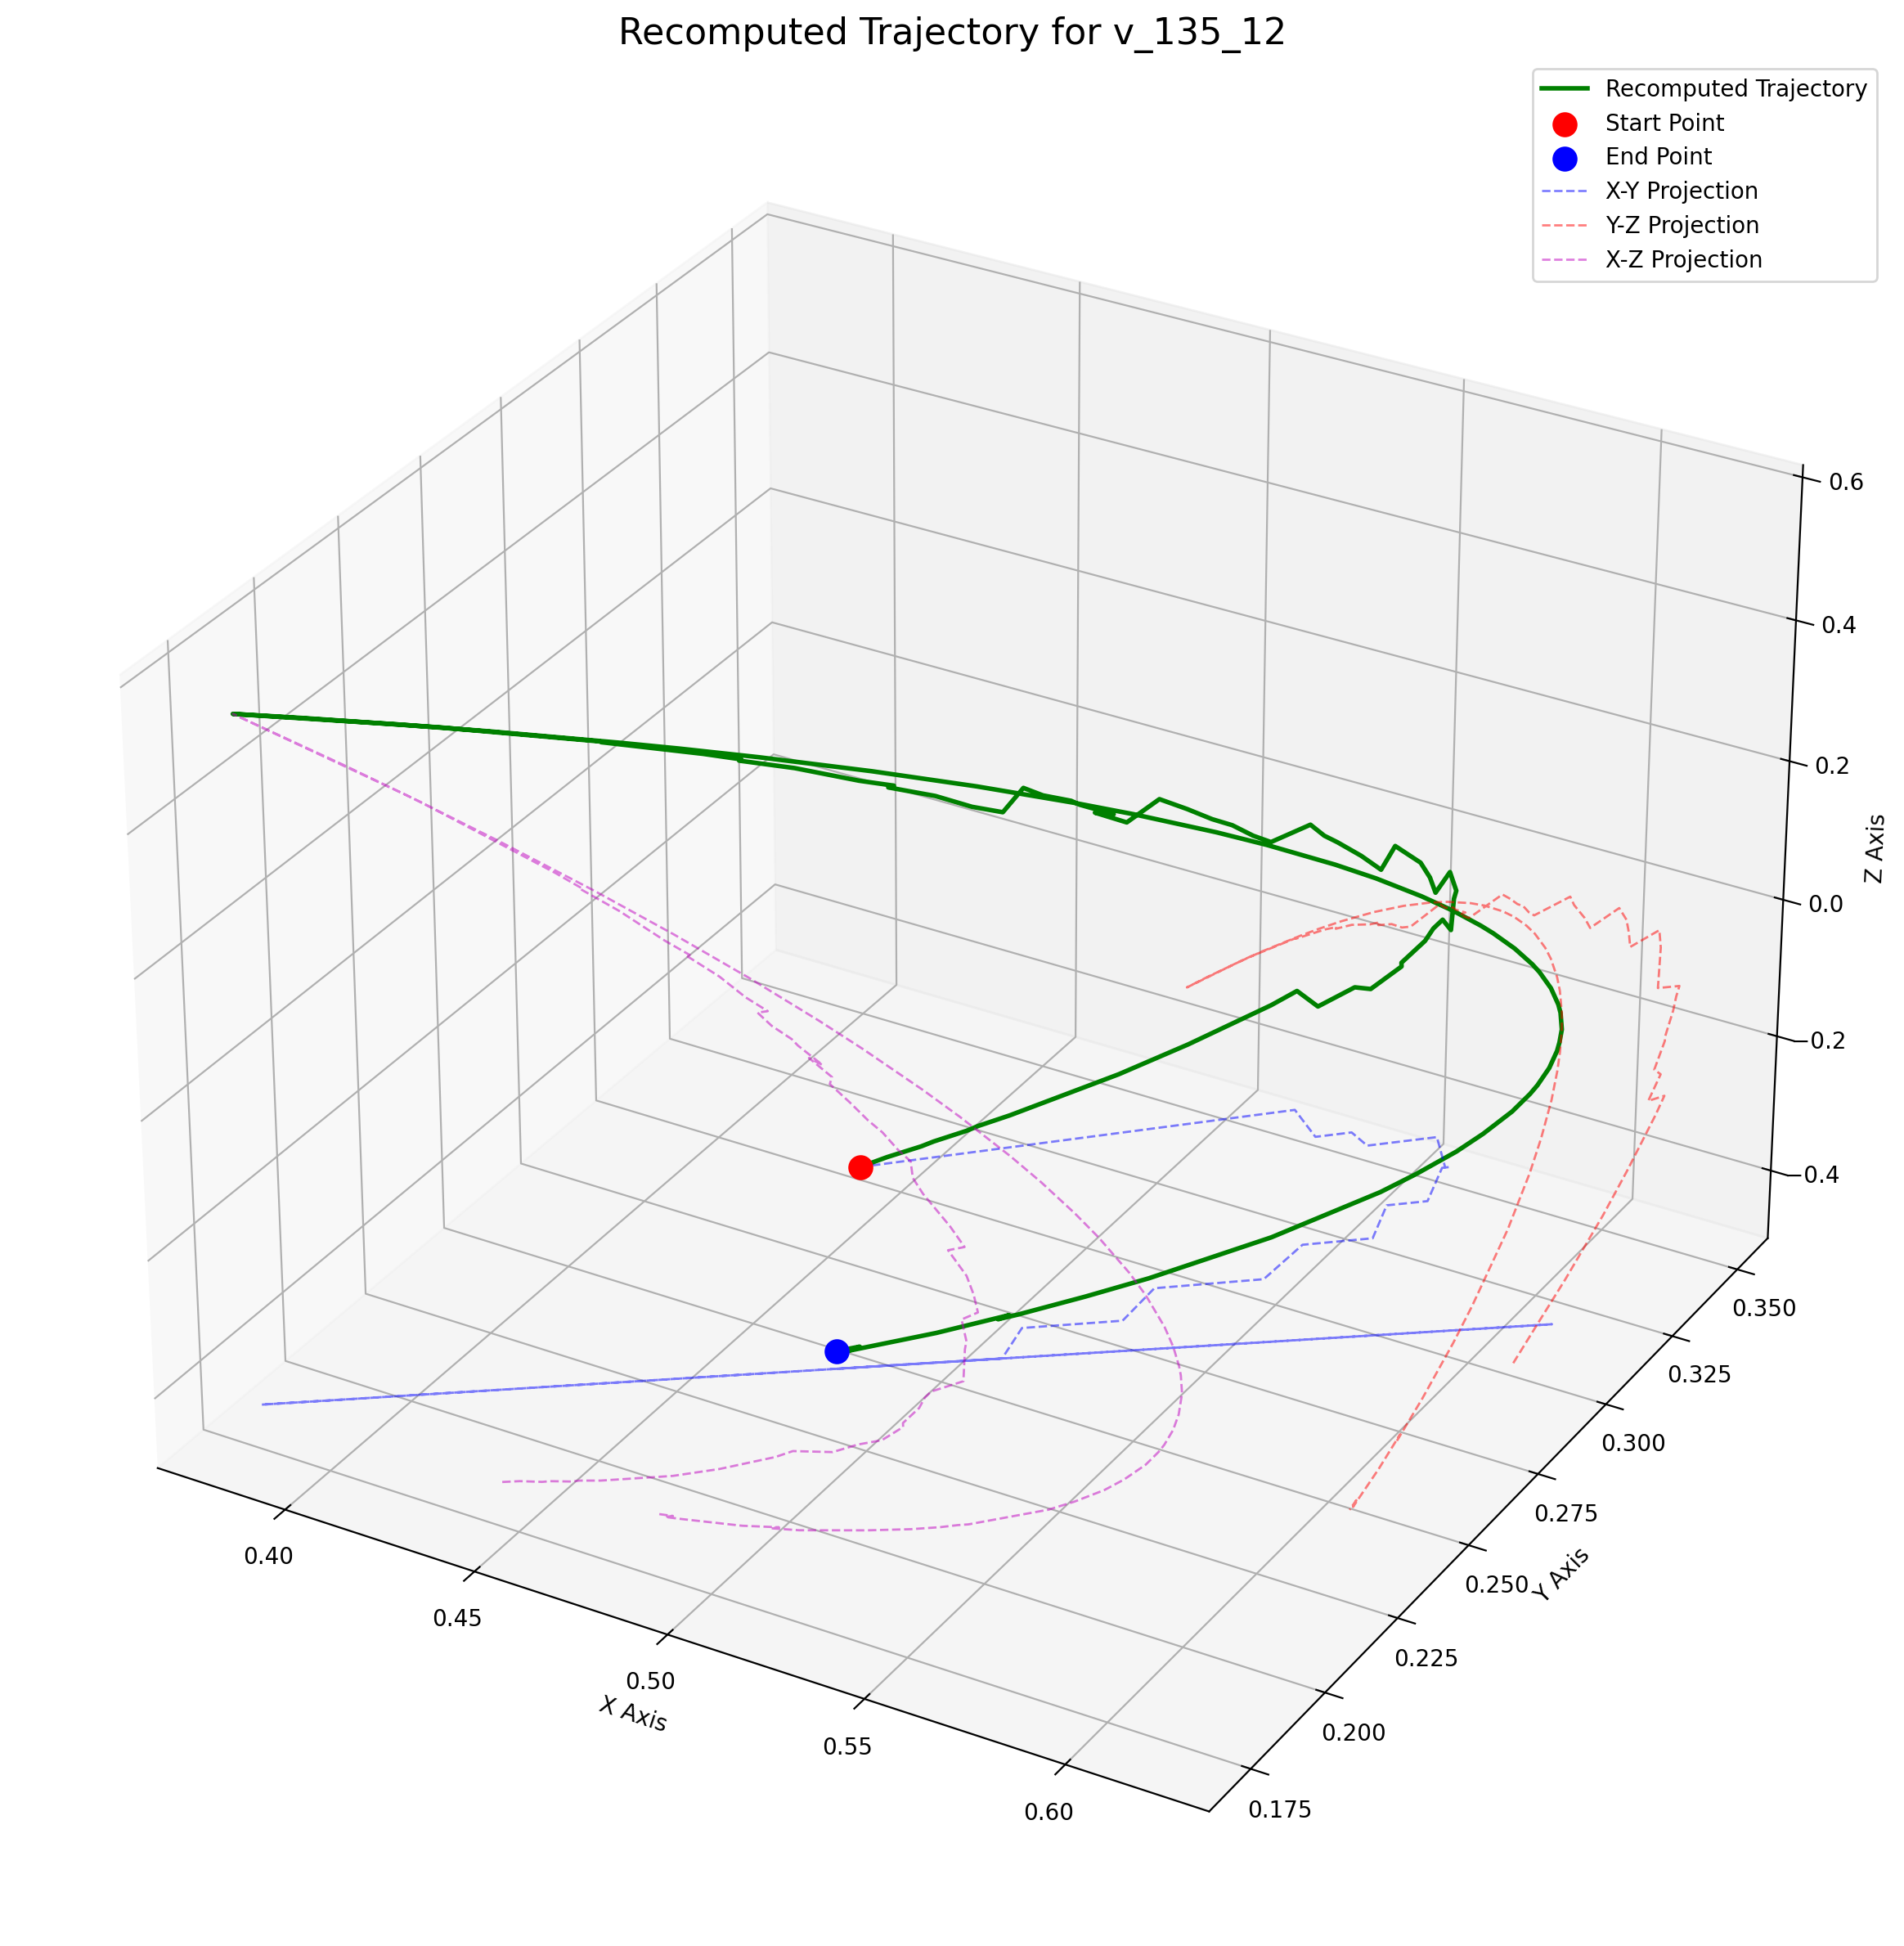 Recomputed Trajectory for v_135_12
Recomputed Trajectory
Start Point
End Point
X-Y Projection
Y-Z Projection
X-Z Projection
0.6
0.4
0.2
0.0
−0.2
−0.4
Z Axis
0.350
0.325
0.300
0.275
0.250
0.225
0.200
0.175
Y Axis
0.40
0.45
0.50
0.55
0.60
X Axis